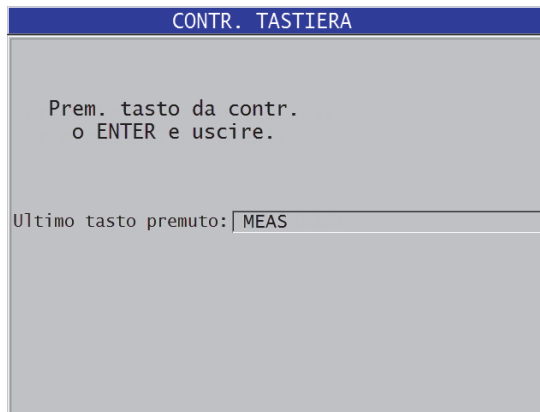 CONTR. TASTIERA
Prem. tasto da contr.
o ENTER e uscire.
Ultimo tasto premuto: MEAS